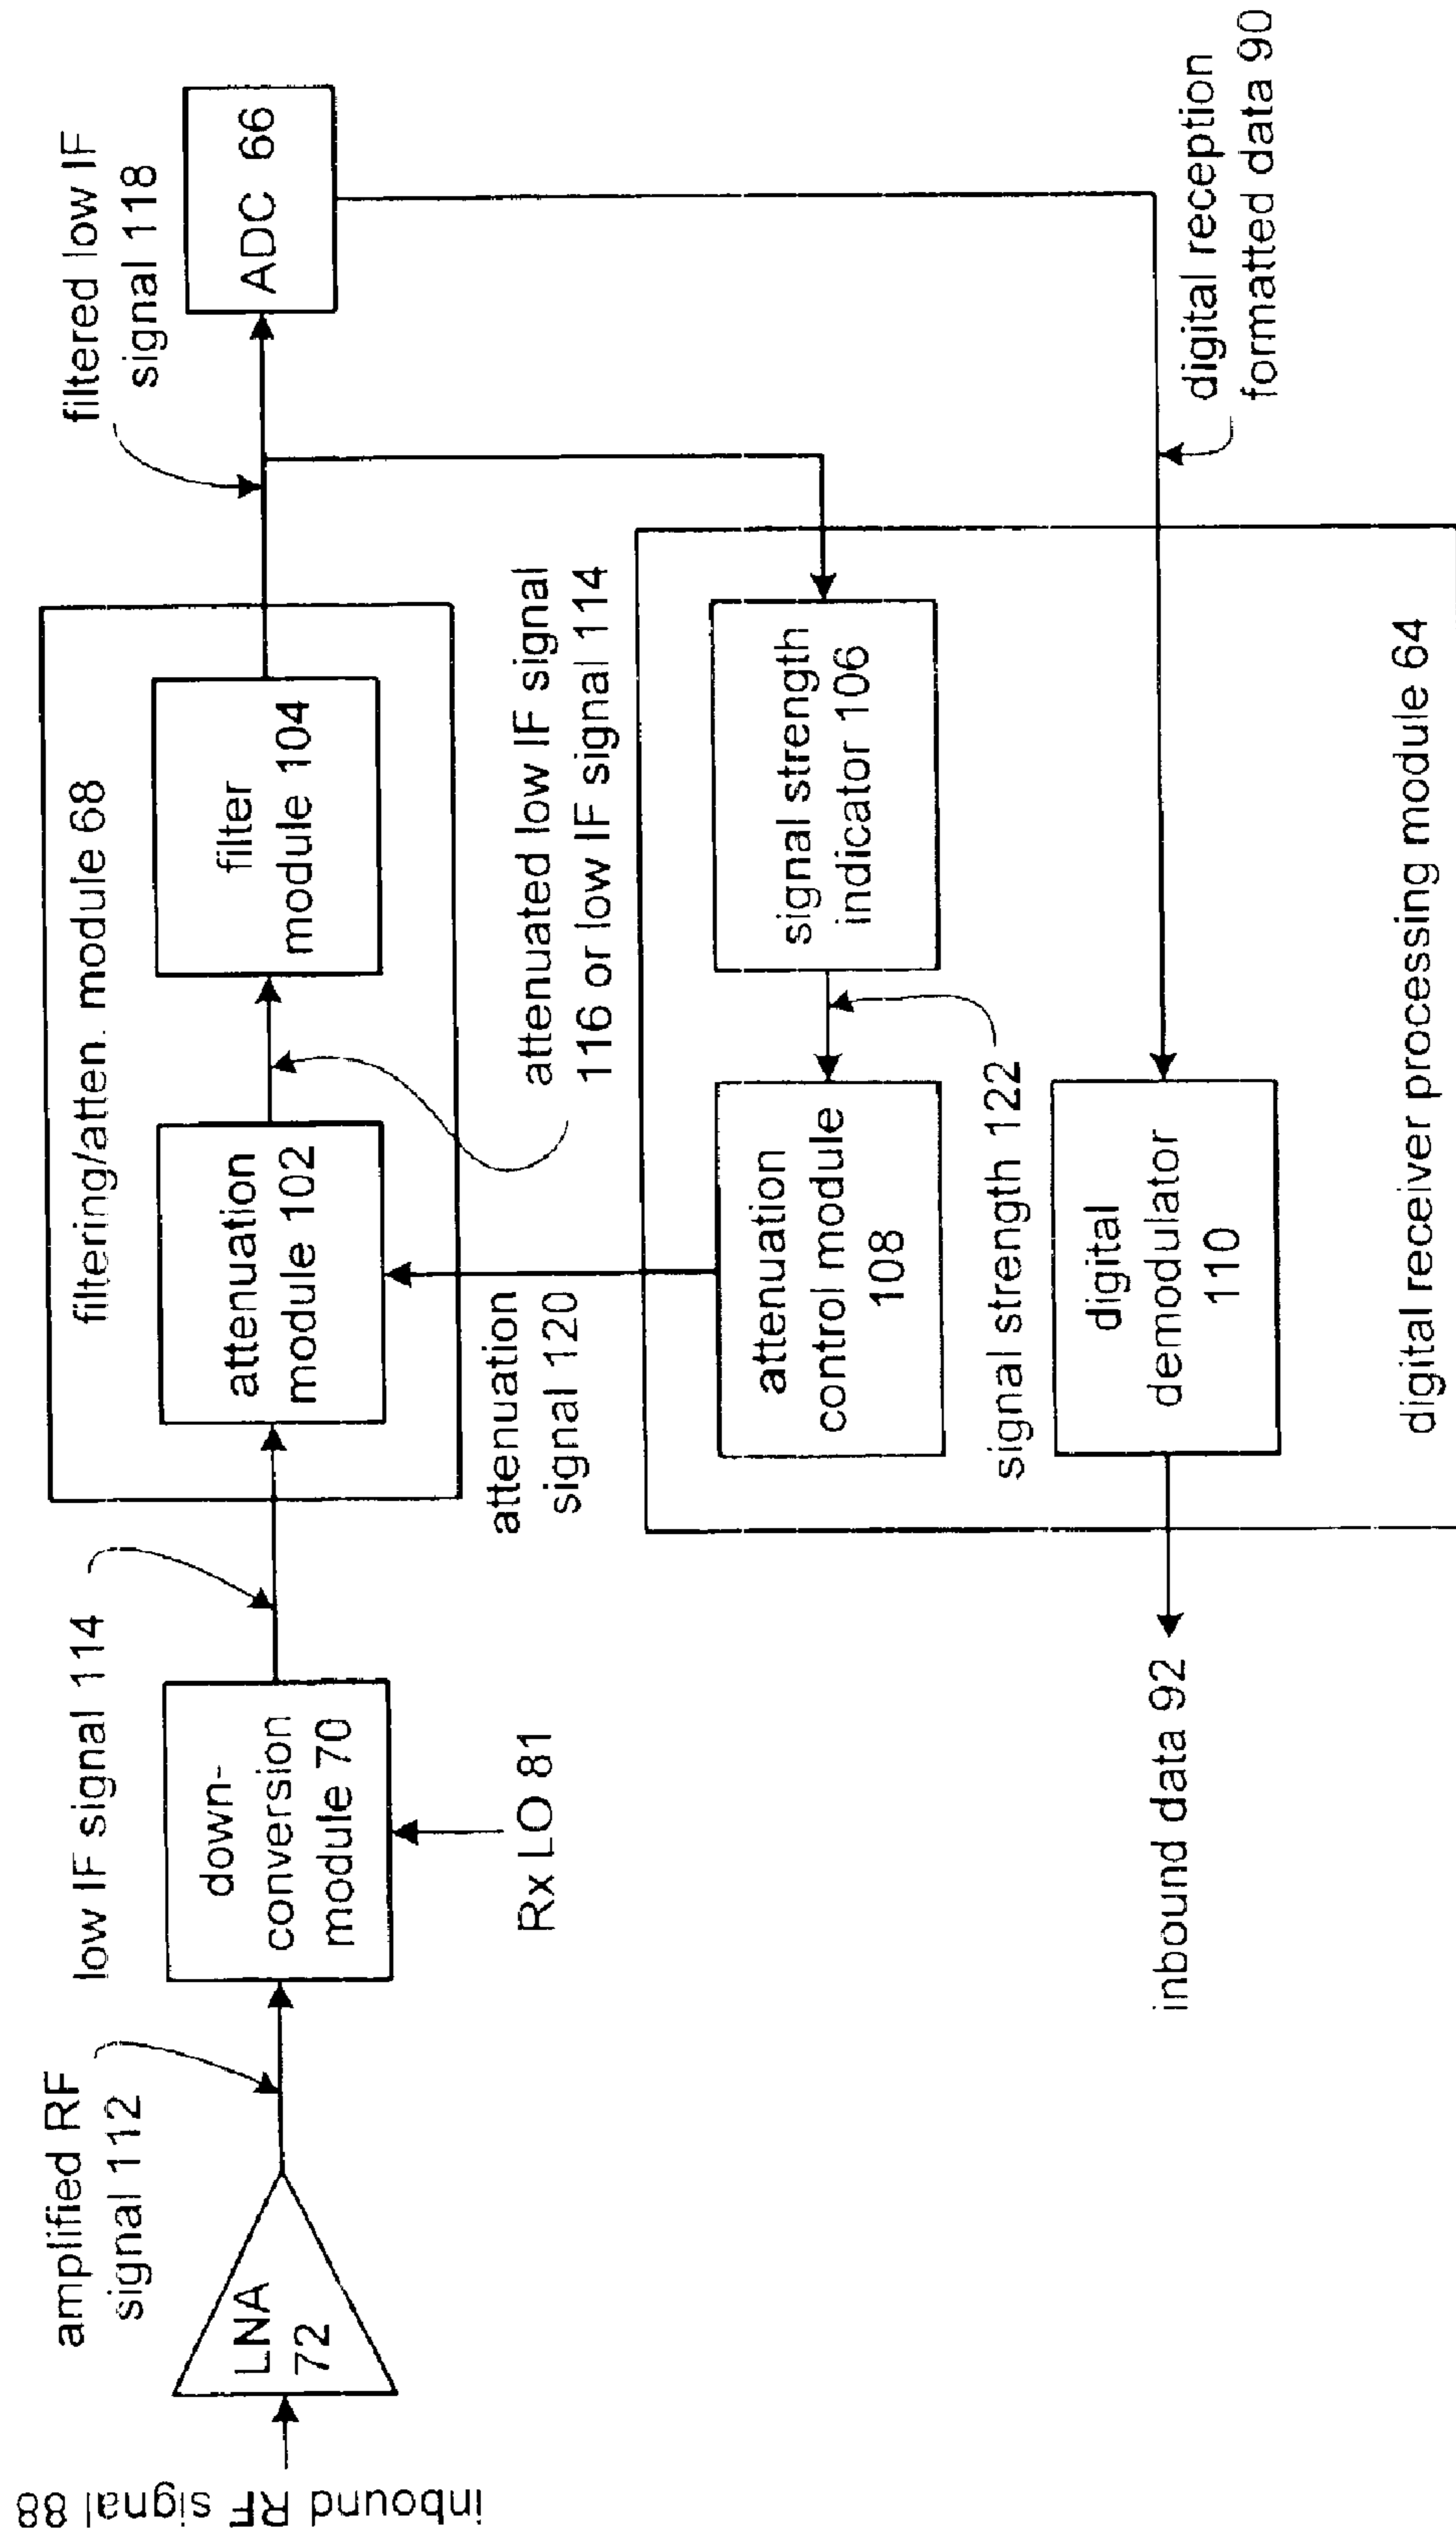 inbound RF signal 88
LNA
72
amplified RF
signal 112
down-
conversion
module 70
Rx LO 81
low IF signal 114
filtering/atten. module 68
attenuation
module 102
filter
module 104
attenuated low IF signal
116 or low IF signal 114
filtered low IF
signal 118
ADC 66
attenuation
signal 120
attenuation
control module
108
signal strength
indicator 106
signal strength 122
digital
demodulator
110
digital reception
formatted data 90
inbound data 92
digital receiver processing module 64